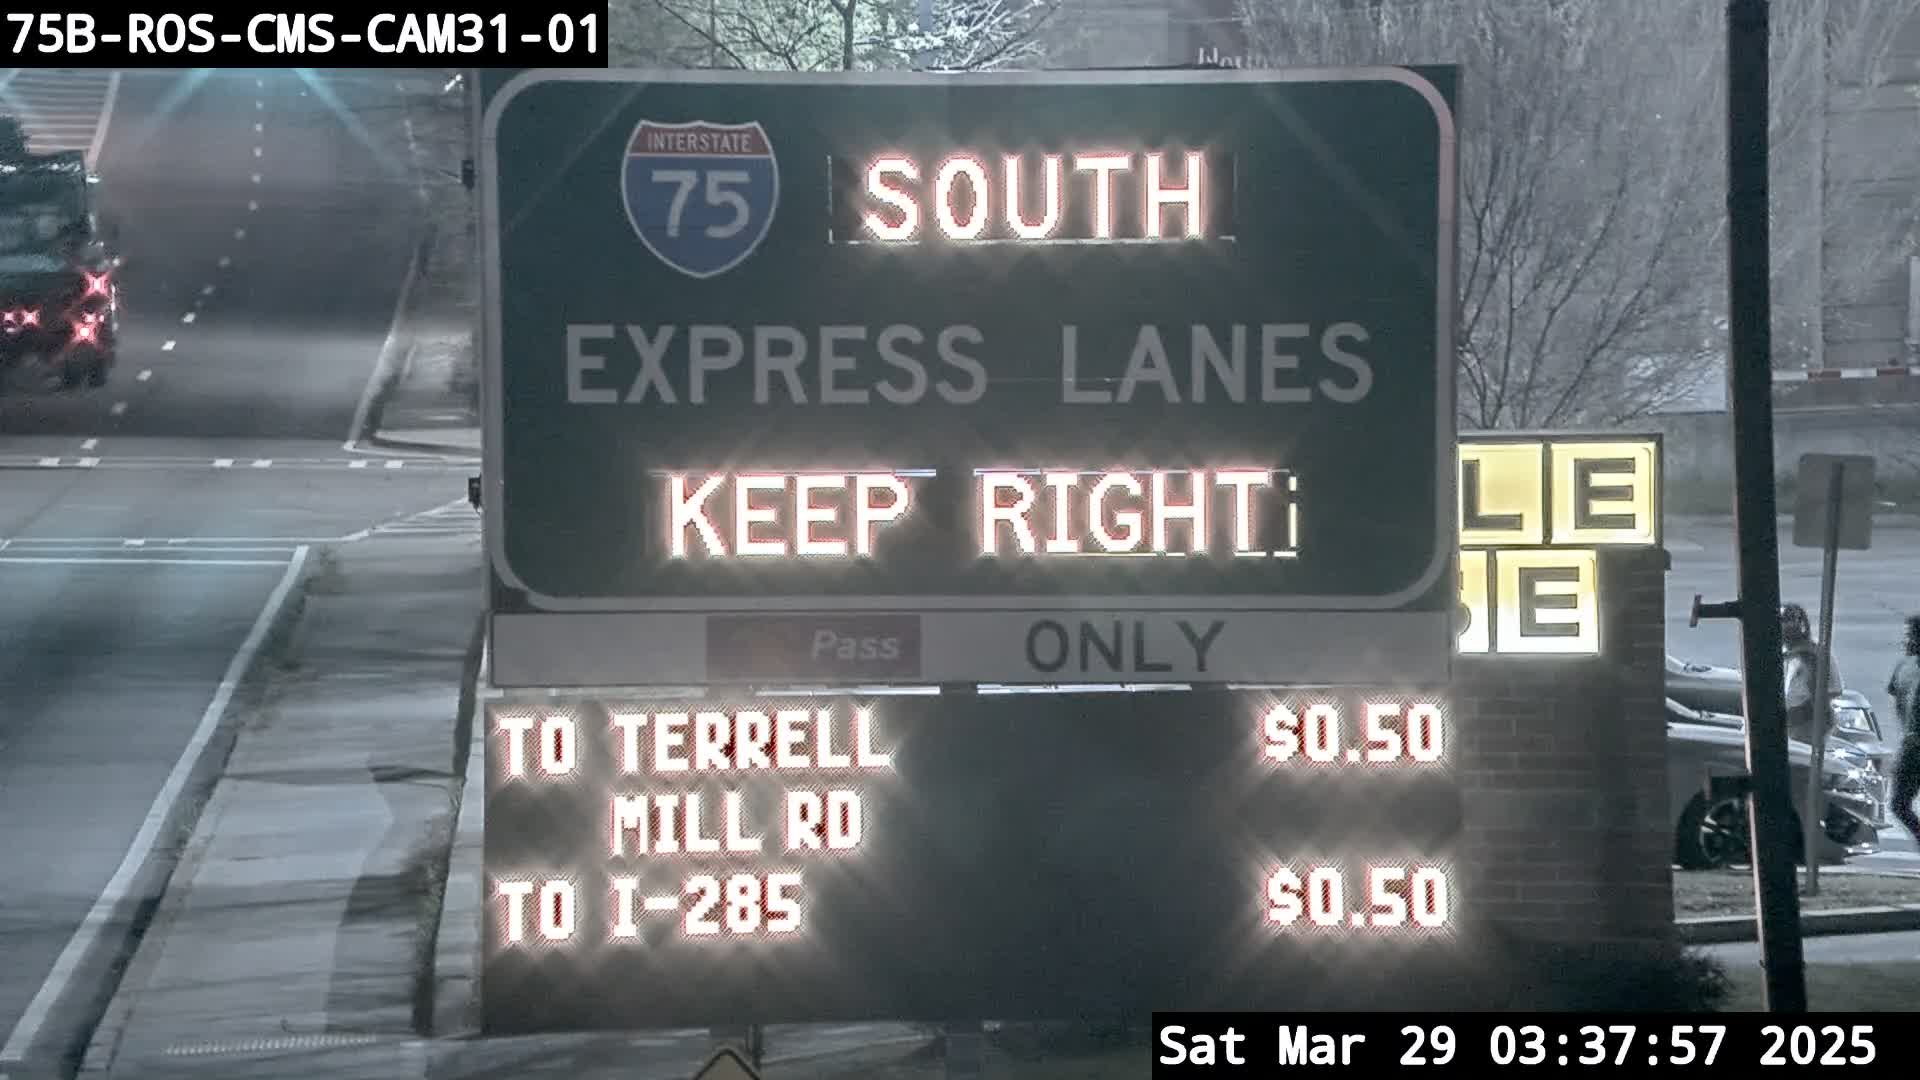 75B-ROS-CMS-CAM31-01
INTERSTATE
75
SOUTH
EXPRESS LANES
KEEP RIGHT
Pass ONLY
TO TERRELL $0.50
MILL RD
TO I-285 $0.50
LE
E
Sat Mar 29 03:37:57 2025